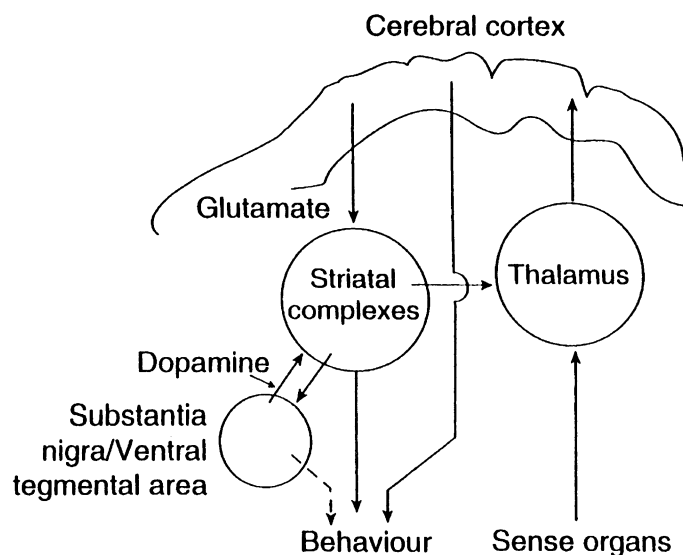 Cerebral cortex
Glutamate
Striatal
complexes
Thalamus
Dopamine
Substantia
nigra/Ventral
tegmental area
Behaviour
Sense organs